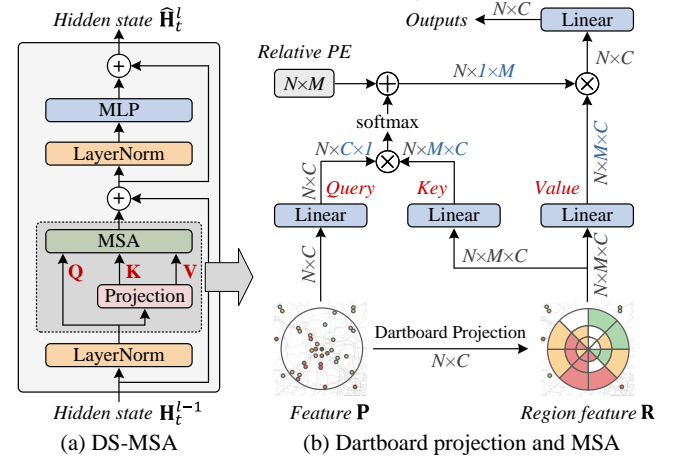 Hidden state Ĥ_t^l
+
MLP
LayerNorm
+
MSA
Q K V
Projection
LayerNorm
Hidden state H_t^{l−1}
(a) DS-MSA
Outputs
N×C
Linear
N×C
Relative PE
N×M
+
N×1×M
×
softmax
N×C×1
×
N×M×C
N×C
Query
Key
Value
N×M×C
Linear
Linear
Linear
N×C
N×M×C
N×M×C
Dartboard Projection
N×C
Feature P
Region feature R
(b) Dartboard projection and MSA